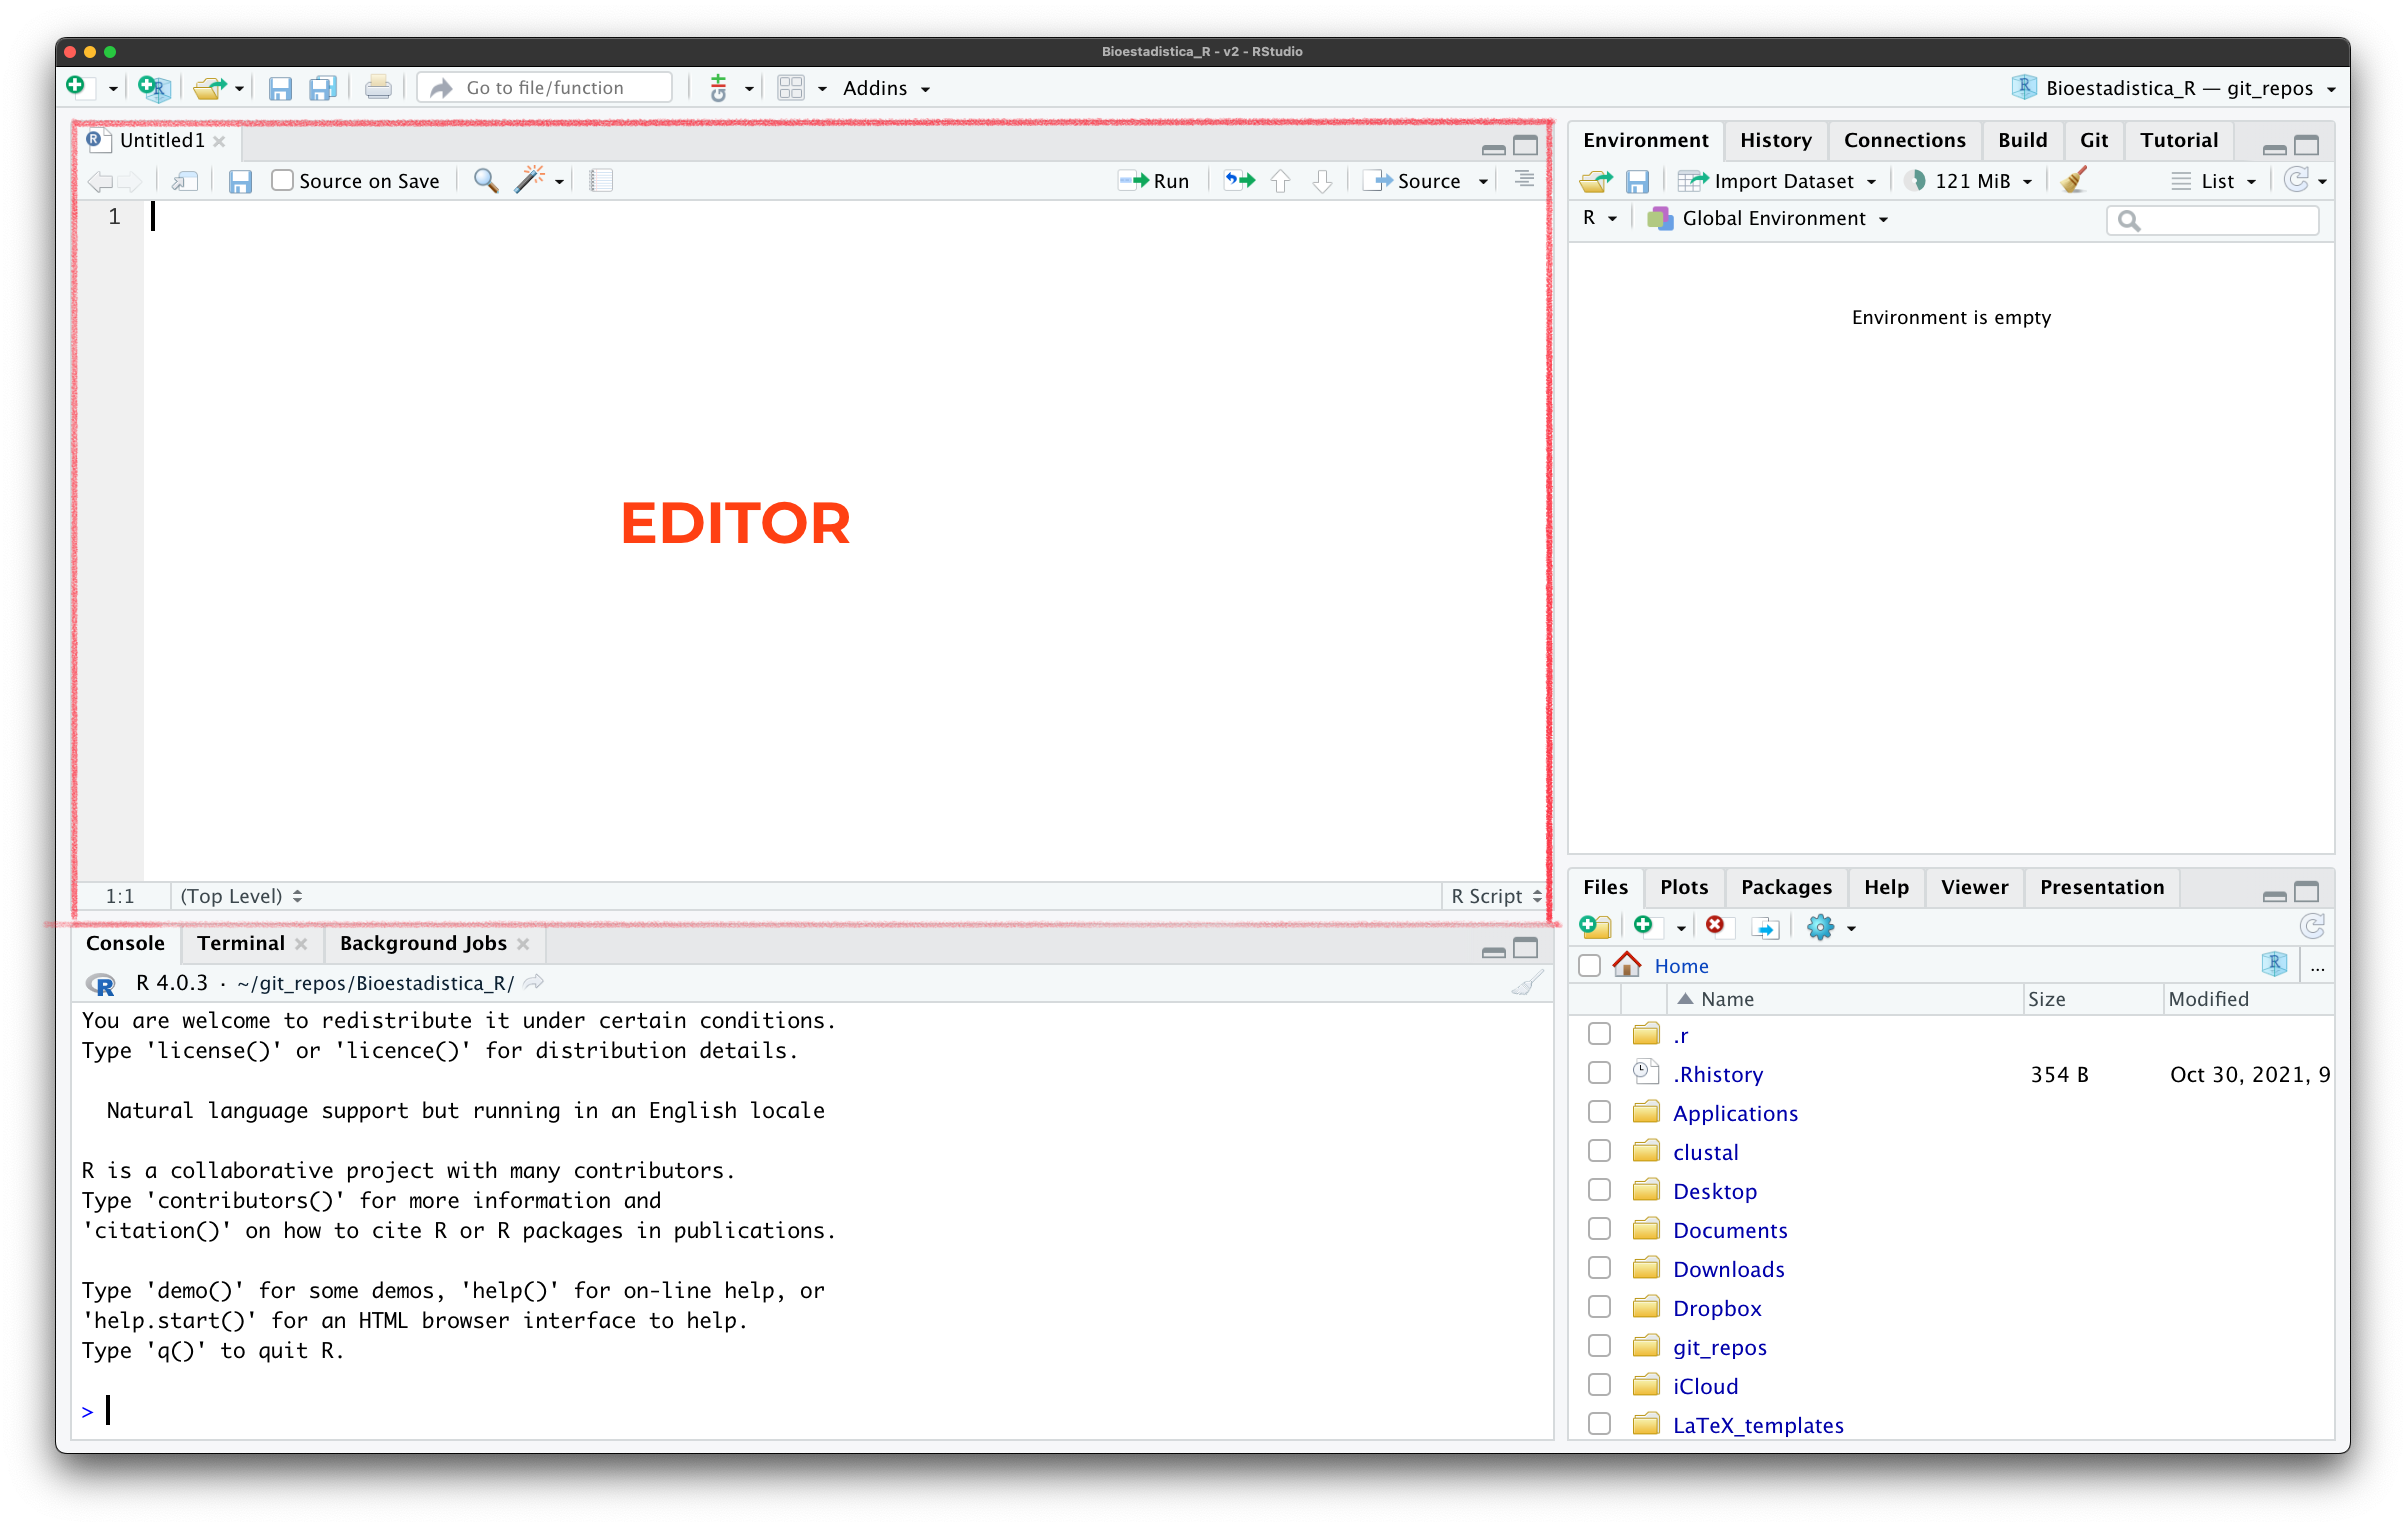 Bioestadistica_R - v2 - RStudio
Go to file/function
Git
Addins
Bioestadistica_R — git_repos
Untitled1
Source on Save
Run
Source
1
EDITOR
1:1
(Top Level)
R Script
Console
Terminal
Background Jobs
R 4.0.3 · ~/git_repos/Bioestadistica_R/
You are welcome to redistribute it under certain conditions.
Type 'license()' or 'licence()' for distribution details.
Natural language support but running in an English locale
R is a collaborative project with many contributors.
Type 'contributors()' for more information and
'citation()' on how to cite R or R packages in publications.
Type 'demo()' for some demos, 'help()' for on-line help, or
'help.start()' for an HTML browser interface to help.
Type 'q()' to quit R.
>
Environment
History
Connections
Build
Git
Tutorial
Import Dataset
121 MiB
List
R
Global Environment
Environment is empty
Files
Plots
Packages
Help
Viewer
Presentation
Home
...
Name
Size
Modified
.r
.Rhistory 354 B Oct 30, 2021, 9
Applications
clustal
Desktop
Documents
Downloads
Dropbox
git_repos
iCloud
LaTeX_templates